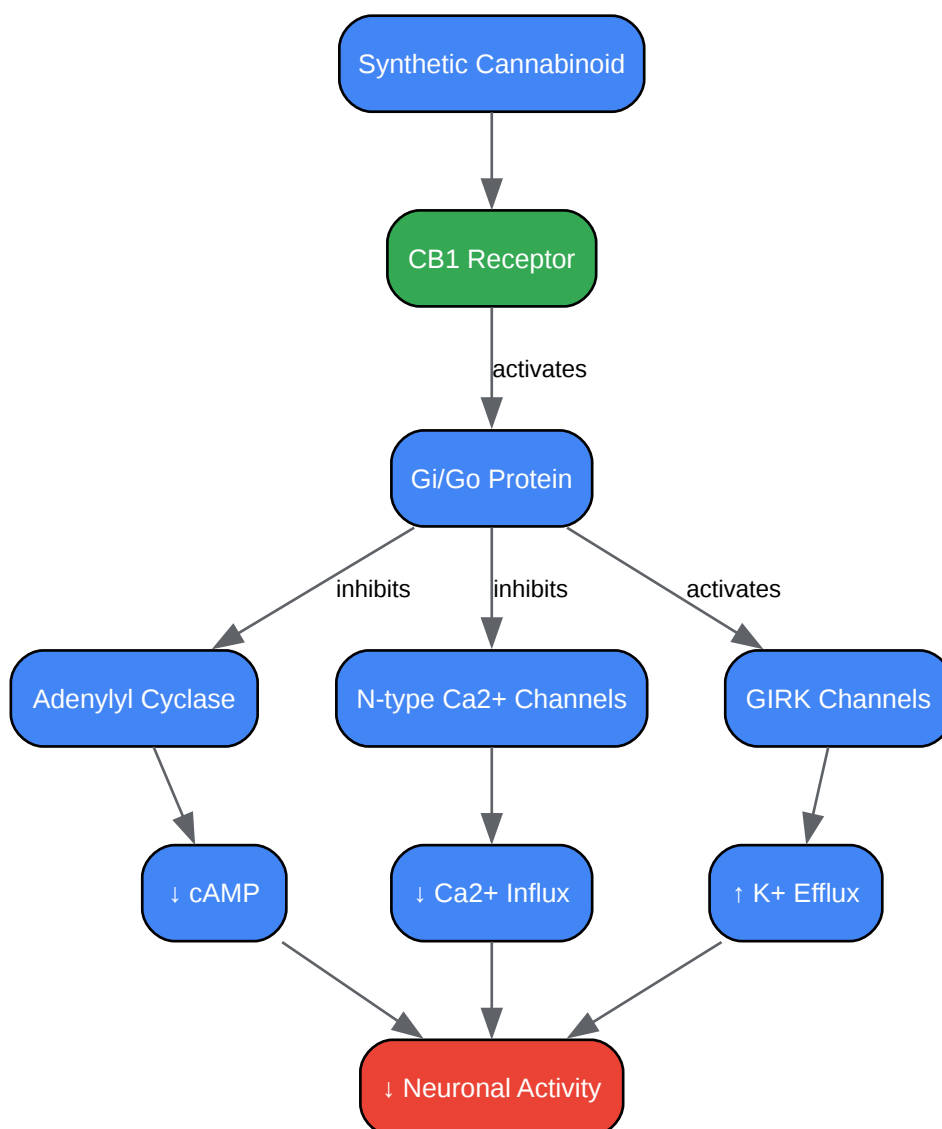 Synthetic Cannabinoid
CB1 Receptor
activates
Gi/Go Protein
inhibits
inhibits
activates
Adenylyl Cyclase
N-type Ca2+ Channels
GIRK Channels
↓ cAMP
↓ Ca2+ Influx
↑ K+ Efflux
↓ Neuronal Activity